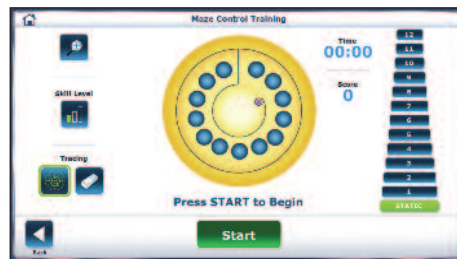 Maze Control Training
Time
00:00
Score
0
Skill Level
Tracing
Press START to Begin
Start
Back
12
11
10
9
8
7
6
5
4
3
2
1
STATIC